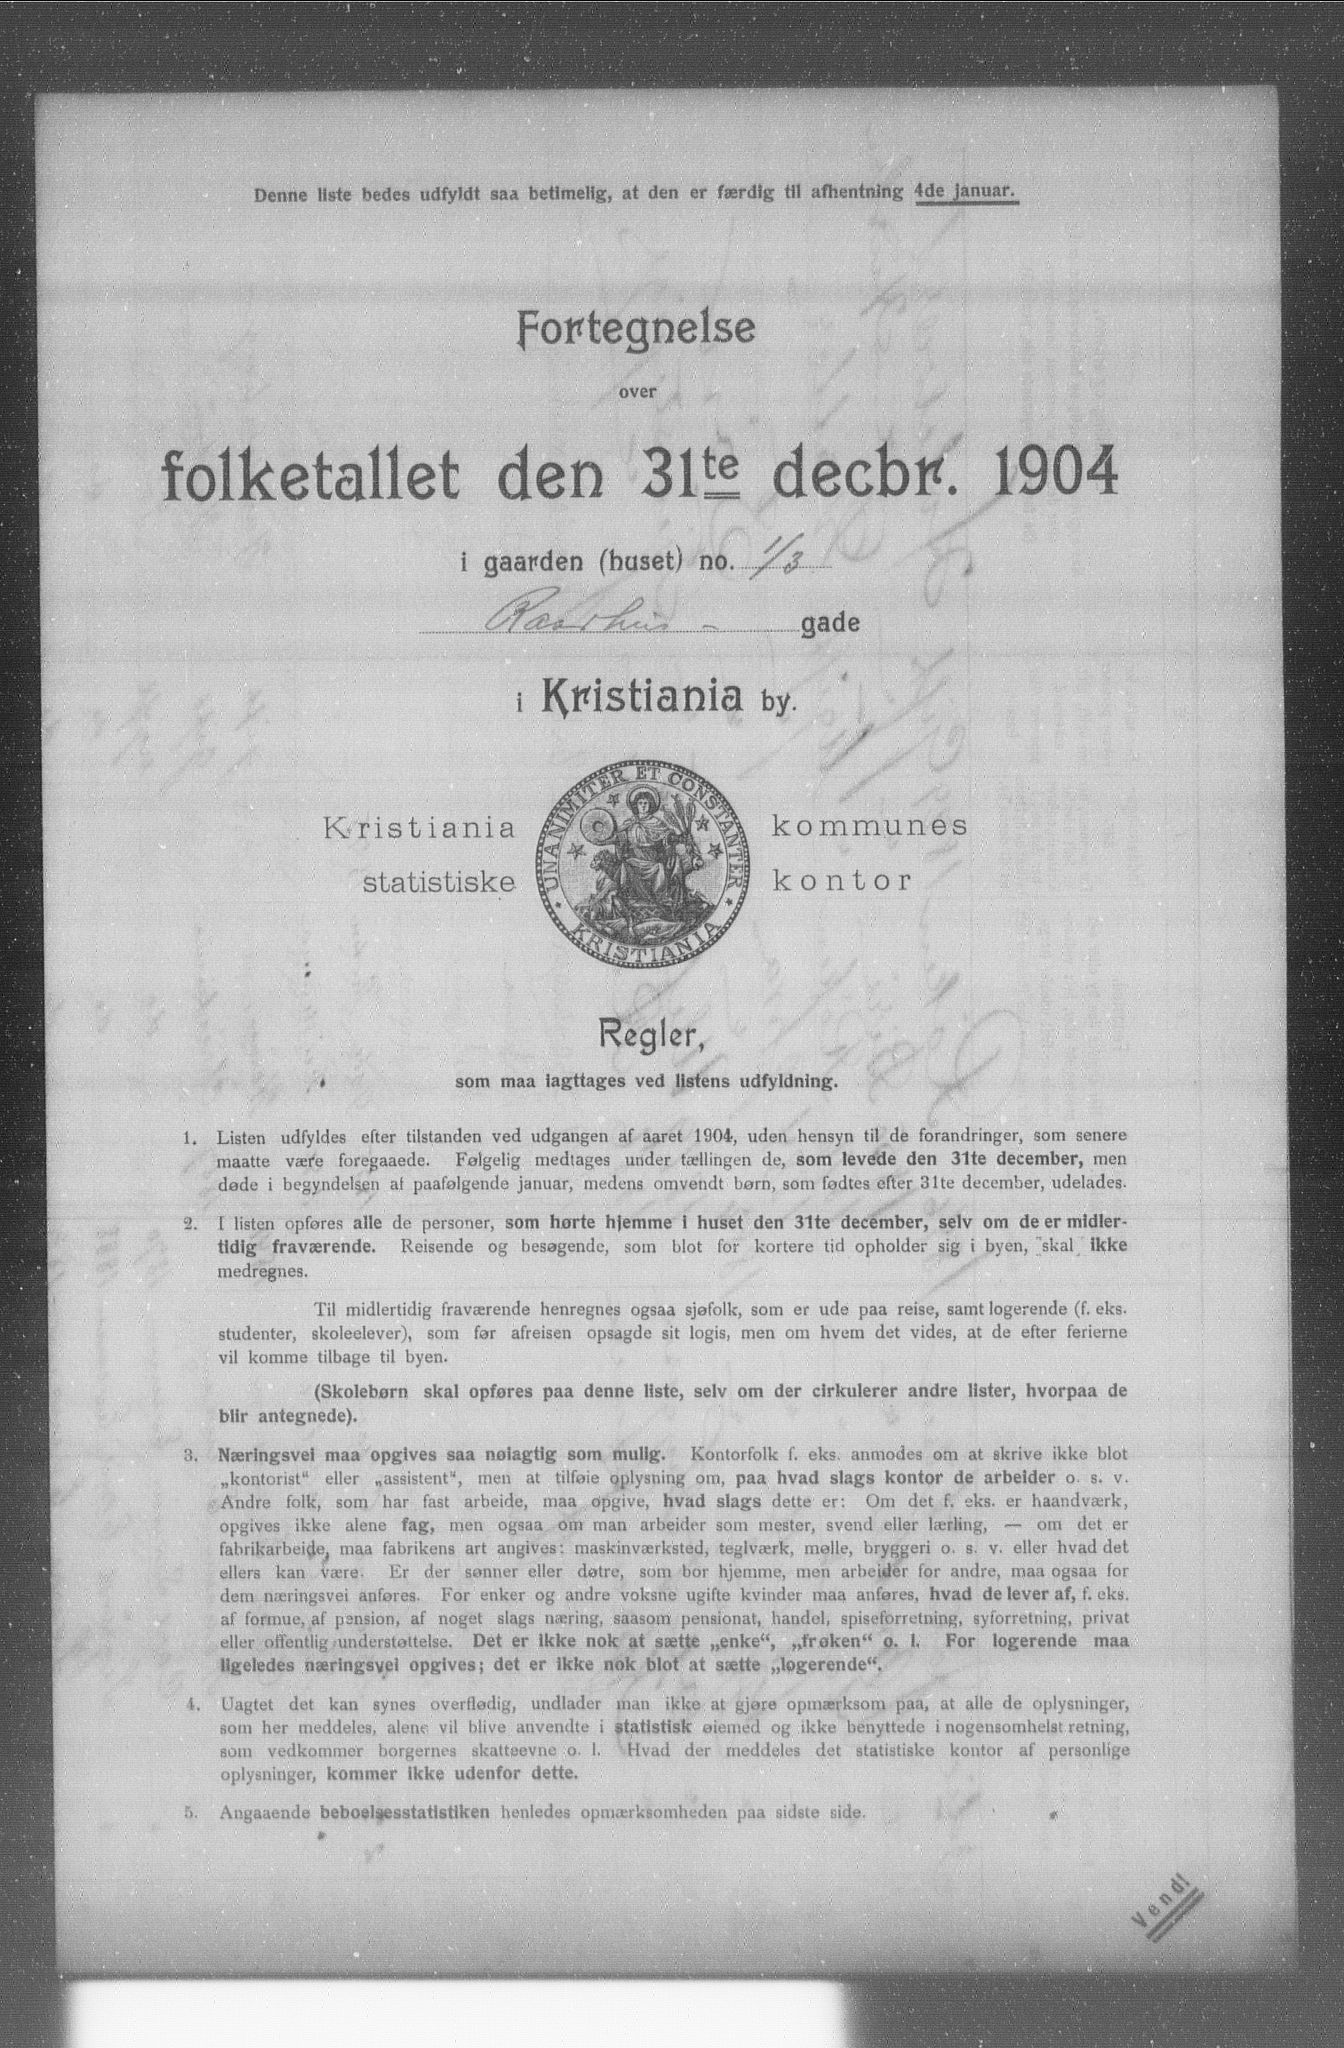 Denne liste bedes udfyldt saa betimelig, at den er færdig til afhentning 4de januar.
Fortegnelse
over
folketallet den 31te decbr. 1904
i gaarden (huset) no. 1/3
Raadhus- gade
i Kristiania by.
Kristiania kommunes
statistiske kontor
UNANIMITER ET CONSTANTER
KRISTIANIA
Regler,
som maa iagttages ved listens udfyldning.
1. Listen udfyldes efter tilstanden ved udgangen af aaret 1904, uden hensyn til de forandringer, som senere
maatte være foregaaede. Følgelig medtages under tællingen de, som levede den 31te december, men
døde i begyndelsen af paafølgende januar, medens omvendt børn, som fødtes efter 31te december, udelades.
2. I listen opføres alle de personer, som hørte hjemme i huset den 31te december, selv om de er midler-
tidig fraværende. Reisende og besøgende, som blot for kortere tid opholder sig i byen, skal ikke
medregnes.
Til midlertidig fraværende henregnes ogsaa sjøfolk, som er ude paa reise, samt logerende (f. eks.
studenter, skoleelever), som før afreisen opsagde sit logis, men om hvem det vides, at de efter ferierne
vil komme tilbage til byen.
(Skolebørn skal opføres paa denne liste, selv om der cirkulerer andre lister, hvorpaa de
blir antegnede).
3. Næringsvei maa opgives saa nøiagtig som mulig. Kontorfolk f. eks. anmodes om at skrive ikke blot
„kontorist“ eller „assistent“, men at tilføie oplysning om, paa hvad slags kontor de arbeider o. s. v.
Andre folk, som har fast arbeide, maa opgive, hvad slags dette er: Om det f. eks. er haandværk,
opgives ikke alene fag, men ogsaa om man arbeider som mester, svend eller lærling, — om det er
fabrikarbeide, maa fabrikens art angives: maskinværksted, teglværk, mølle, bryggeri o. s. v. eller hvad det
ellers kan være. Er der sønner eller døtre, som bor hjemme, men arbeider for andre, maa ogsaa for
dem næringsvei anføres. For enker og andre voksne ugifte kvinder maa anføres, hvad de lever af, f. eks.
af formue, af pension, af noget slags næring, saasom pensionat, handel, spiseforretning, syforretning, privat
eller offentlig understøttelse. Det er ikke nok at sætte „enke“, „frøken“ o. l. For logerende maa
ligeledes næringsvei opgives; det er ikke nok blot at sætte „logerende“.
4. Uagtet det kan synes overflødig, undlader man ikke at gjøre opmærksom paa, at alle de oplysninger,
som her meddeles, alene vil blive anvendte i statistisk øiemed og ikke benyttede i nogensomhelst retning,
som vedkommer borgernes skatteevne o. l. Hvad der meddeles det statistiske kontor af personlige
oplysninger, kommer ikke udenfor dette.
5. Angaaende beboelsesstatistiken henledes opmærksomheden paa sidste side.
Vend!